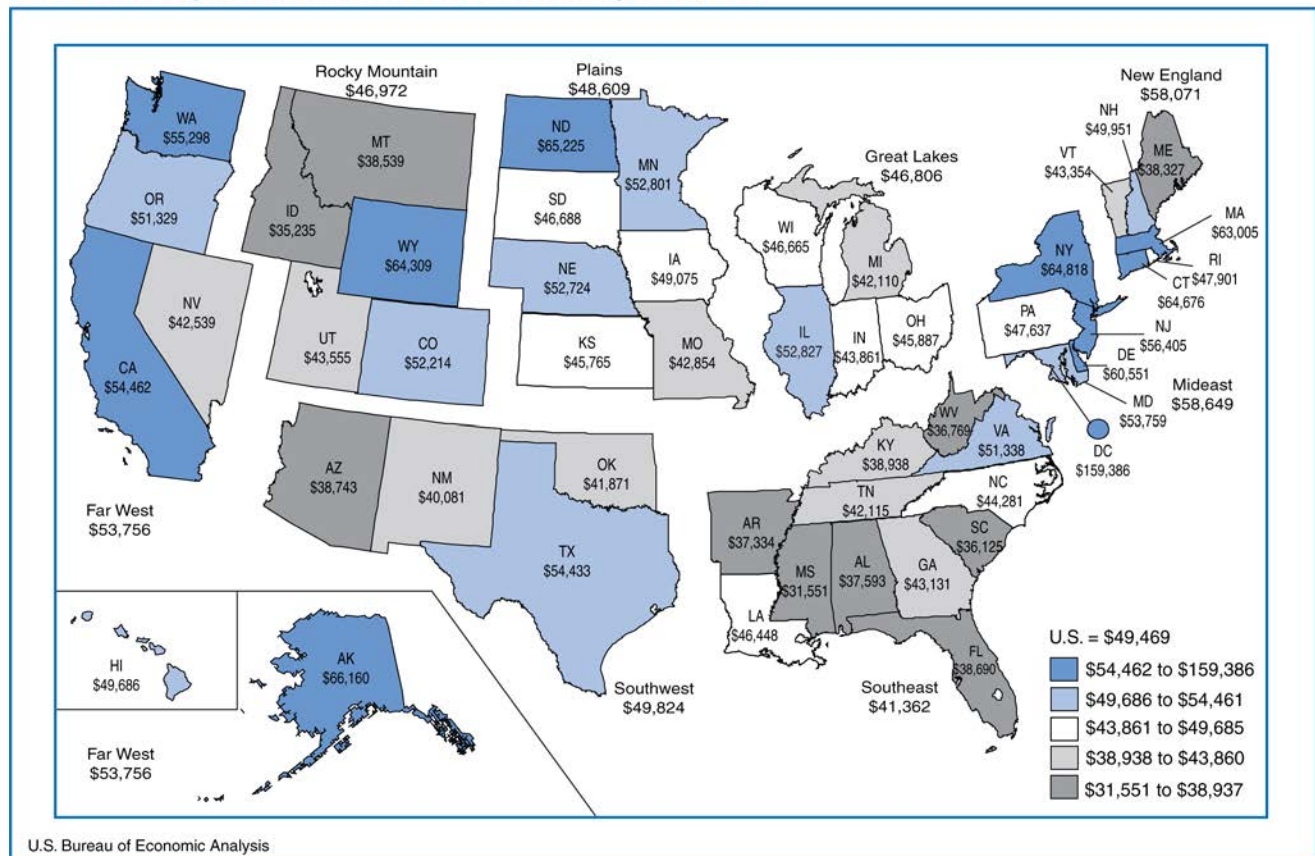 Rocky Mountain
$46,972
Plains
$48,609
New England
$58,071
WA
$55,298
OR
$51,329
CA
$54,462
NV
$42,539
MT
$38,539
ID
$35,235
WY
$64,309
UT
$43,555
CO
$52,214
ND
$65,225
MN
$52,801
SD
$46,688
NE
$52,724
IA
$49,075
KS
$45,765
MO
$42,854
Great Lakes
$46,806
WI
$46,665
MI
$42,110
IL
$52,827
IN
$43,861
OH
$45,887
NH
$49,951
VT
$43,354
ME
$38,327
MA
$63,005
RI
$47,901
CT
$64,676
NY
$64,818
PA
$47,637
NJ
$56,405
DE
$60,551
Mideast
$58,649
MD
$53,759
DC
$159,386
AZ
$38,743
NM
$40,081
OK
$41,871
TX
$54,433
Southwest
$49,824
WV
$36,769
VA
$51,338
KY
$38,938
TN
$42,115
NC
$44,281
AR
$37,334
SC
$36,125
MS
$31,551
AL
$37,593
GA
$43,131
LA
$46,448
FL
$38,690
Southeast
$41,362
Far West
$53,756
HI
$49,686
AK
$66,160
Far West
$53,756
U.S. = $49,469
$54,462 to $159,386
$49,686 to $54,461
$43,861 to $49,685
$38,938 to $43,860
$31,551 to $38,937
U.S. Bureau of Economic Analysis